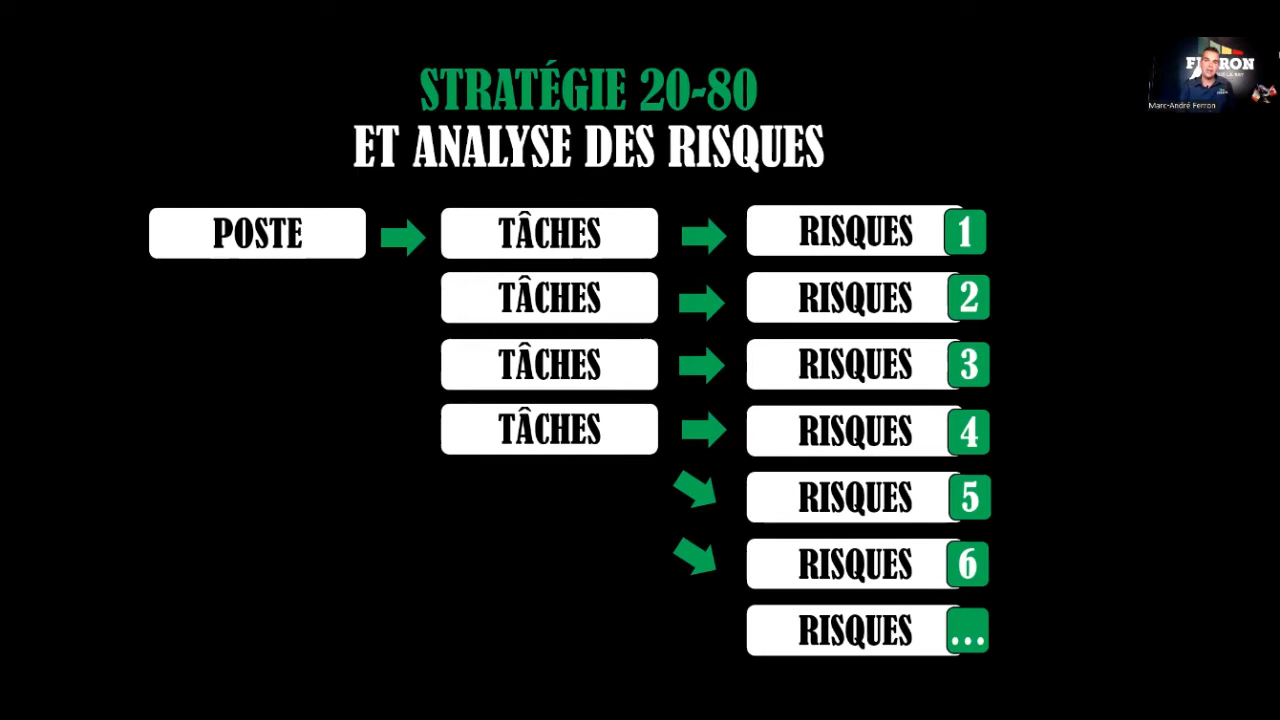 STRATÉGIE 20-80
ET ANALYSE DES RISQUES
POSTE TÂCHES RISQUES 1
TÂCHES RISQUES 2
TÂCHES RISQUES 3
TÂCHES RISQUES 4
RISQUES 5
RISQUES 6
RISQUES ...
Marc-André Ferron